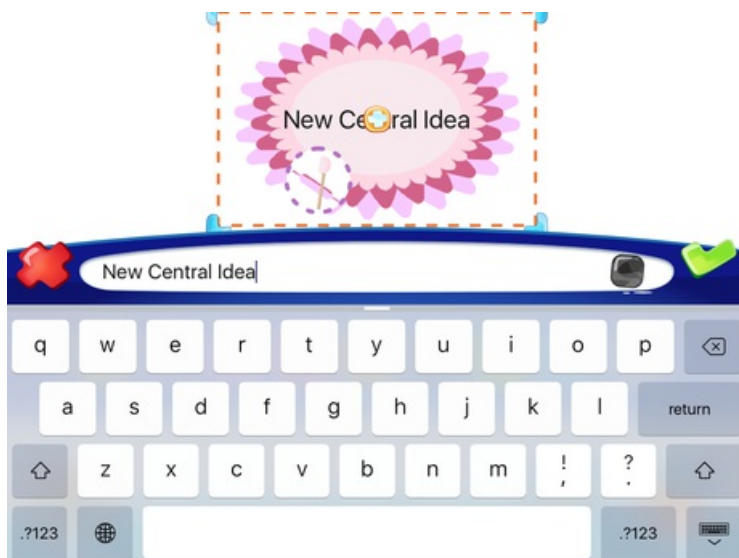 New Central Idea
New Central Idea
q w e r t y u i o p
a s d f g h j k l return
z x c v b n m ! , ? .
.?123 .?123